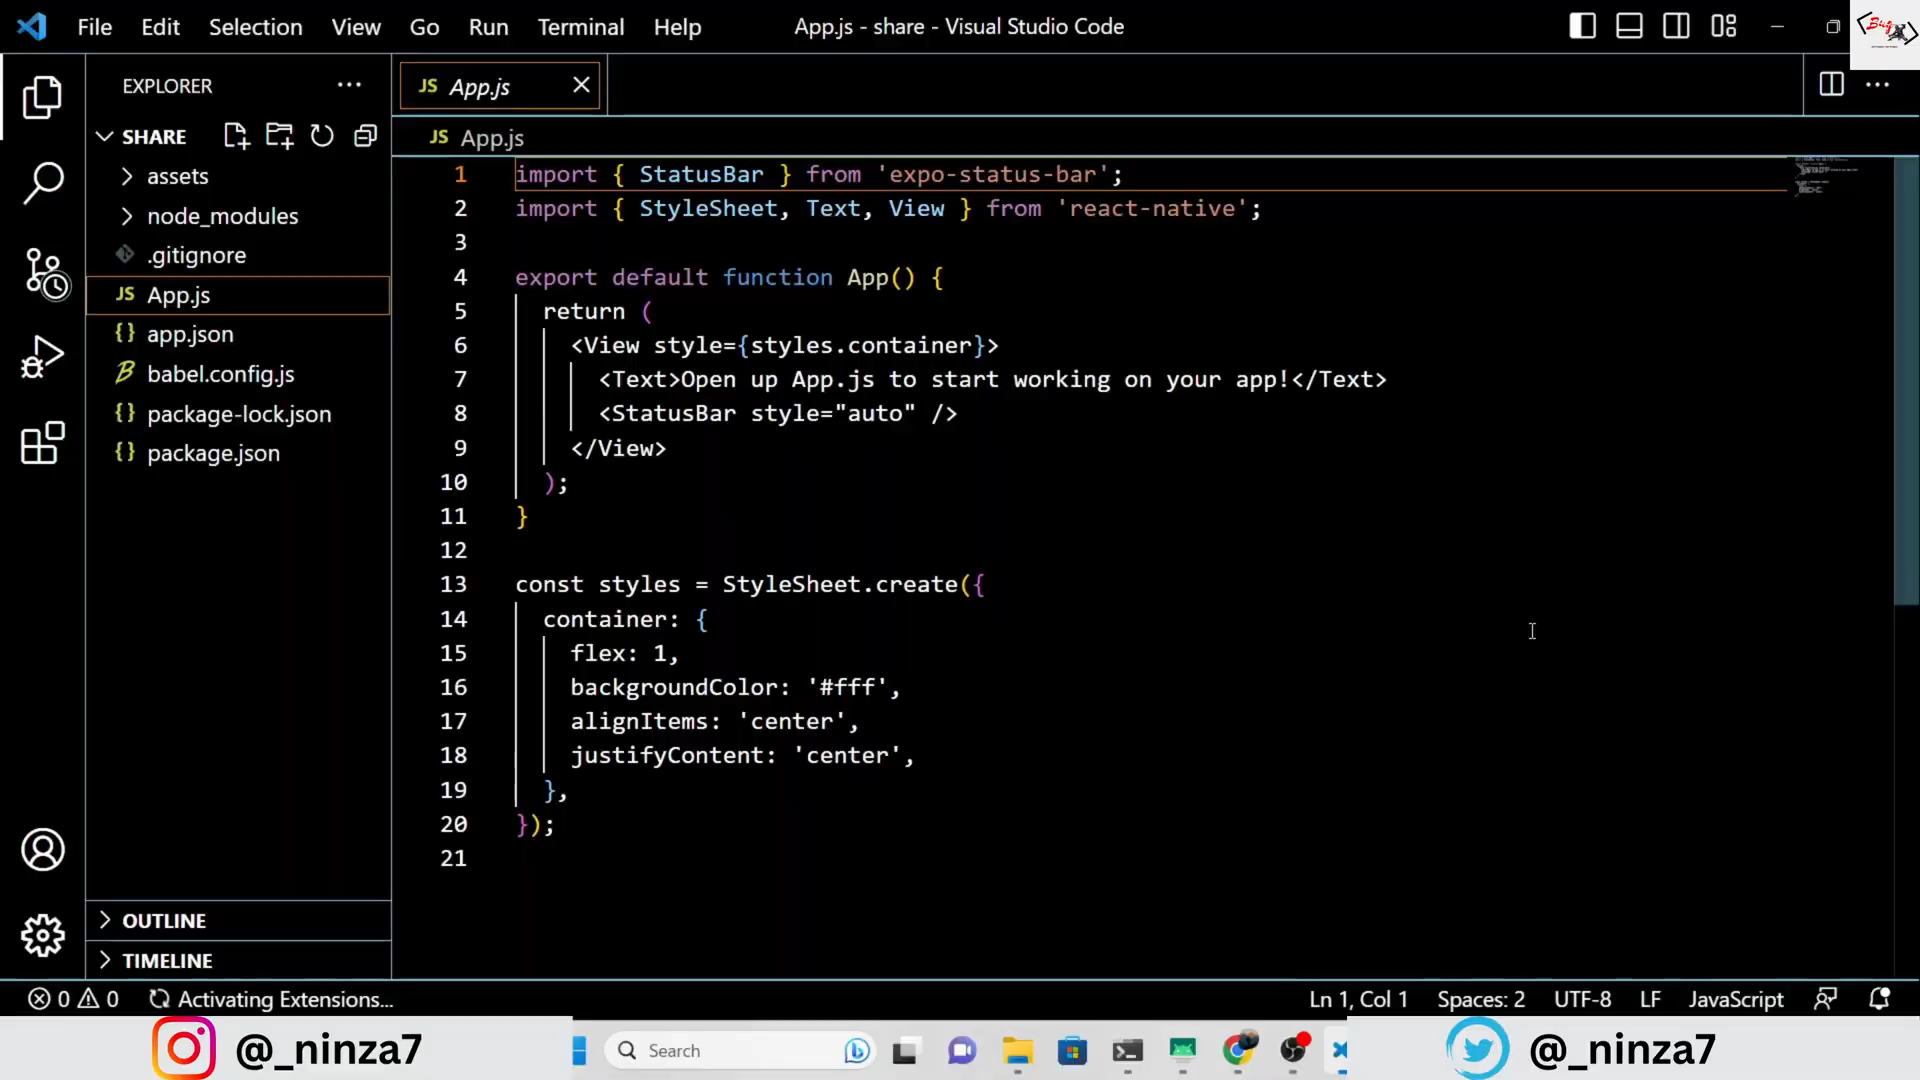 File Edit Selection View Go Run Terminal Help
App.js - share - Visual Studio Code
Bug
EXPLORER
SHARE
assets
node_modules
.gitignore
JS App.js
{} app.json
babel.config.js
{} package-lock.json
{} package.json
OUTLINE
TIMELINE
JS App.js
JS App.js
1 import { StatusBar } from 'expo-status-bar';
2 import { StyleSheet, Text, View } from 'react-native';
3
4 export default function App() {
5 return (
6 <View style={styles.container}>
7 <Text>Open up App.js to start working on your app!</Text>
8 <StatusBar style="auto" />
9 </View>
10 );
11 }
12
13 const styles = StyleSheet.create({
14 container: {
15 flex: 1,
16 backgroundColor: '#fff',
17 alignItems: 'center',
18 justifyContent: 'center',
19 },
20 });
21
0 0 Activating Extensions...
Ln 1, Col 1 Spaces: 2 UTF-8 LF JavaScript
@_ninza7
Search
@_ninza7